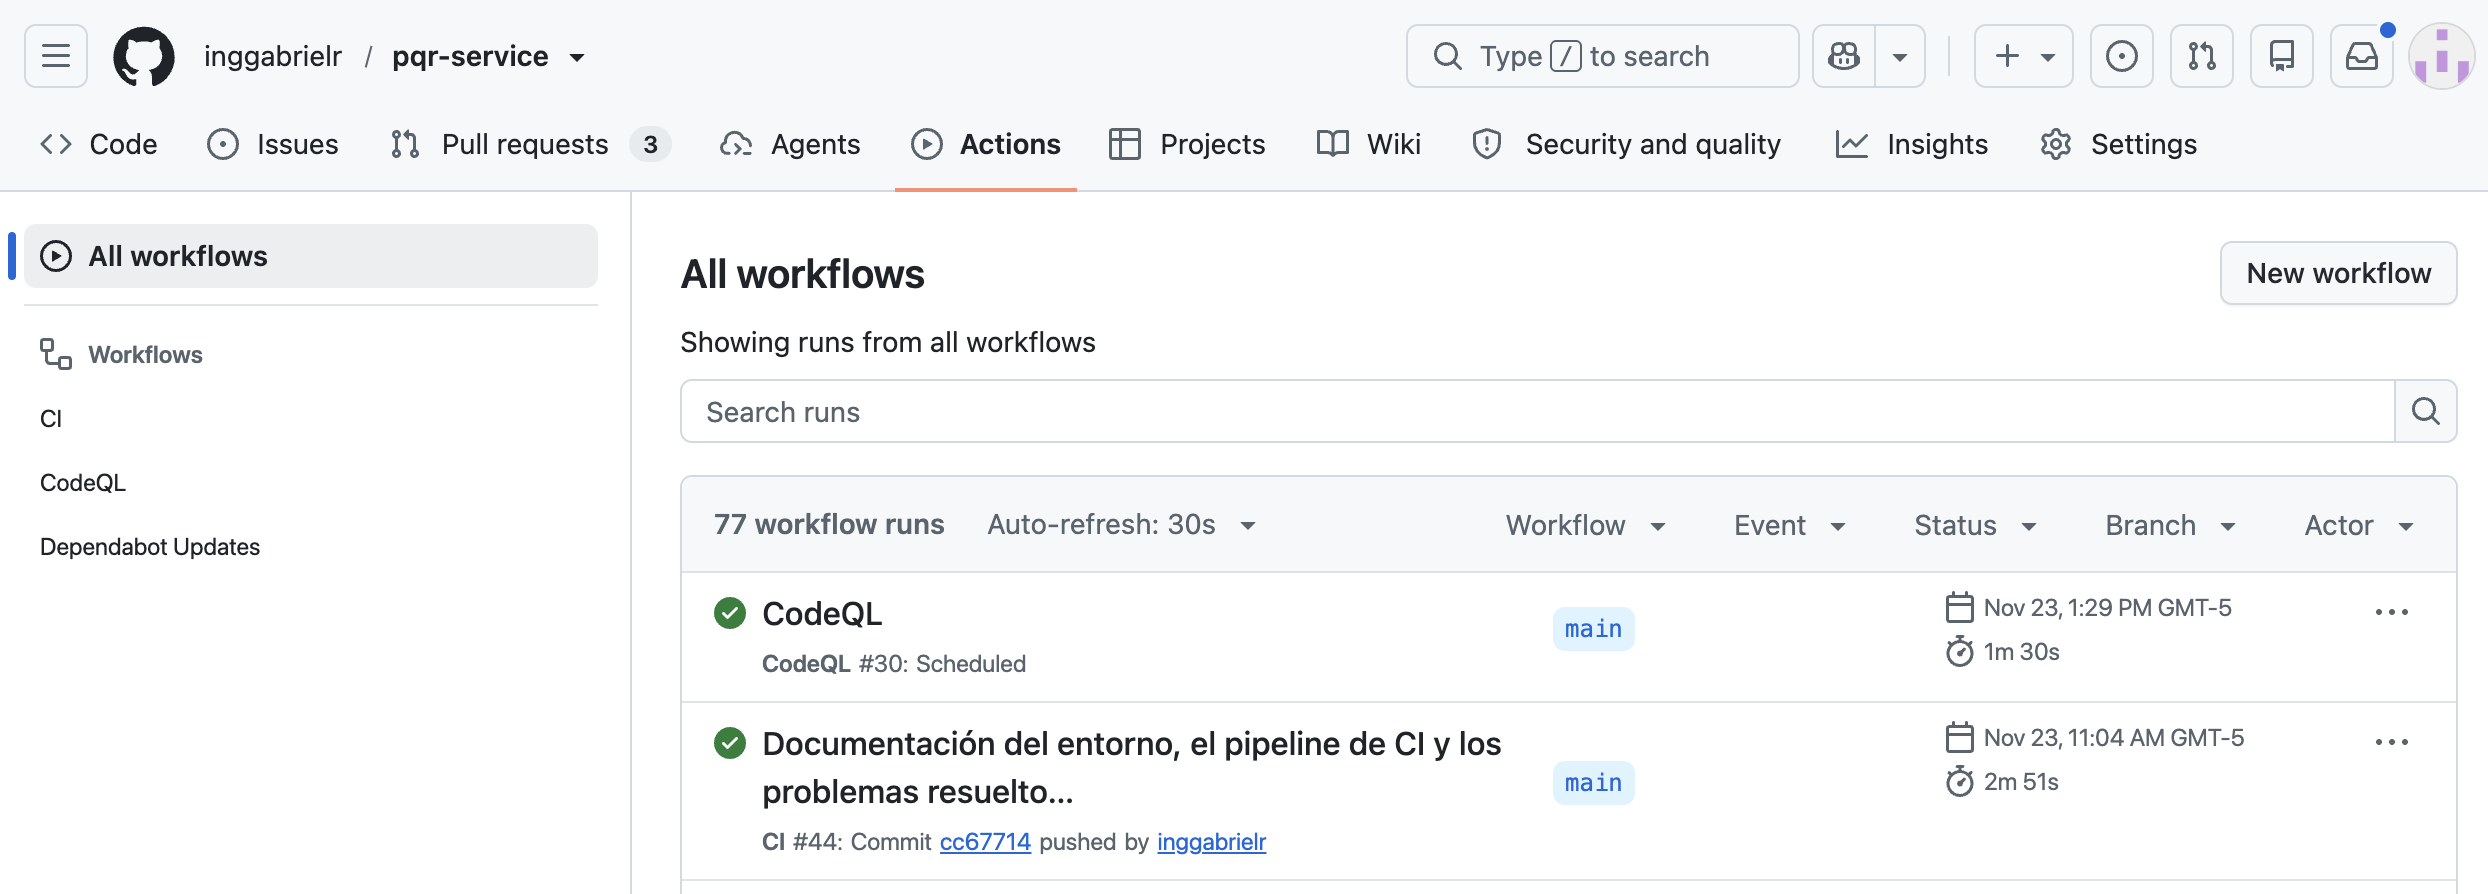 inggabrielr / pqr-service
Type / to search
Code
Issues
Pull requests 3
Agents
Actions
Projects
Wiki
Security and quality
Insights
Settings
All workflows
Workflows
CI
CodeQL
Dependabot Updates
All workflows
New workflow
Showing runs from all workflows
Search runs
77 workflow runs
Auto-refresh: 30s
Workflow
Event
Status
Branch
Actor
CodeQL
CodeQL #30: Scheduled
main
Nov 23, 1:29 PM GMT-5
1m 30s
Documentación del entorno, el pipeline de CI y los
problemas resuelto...
CI #44: Commit cc67714 pushed by inggabrielr
main
Nov 23, 11:04 AM GMT-5
2m 51s